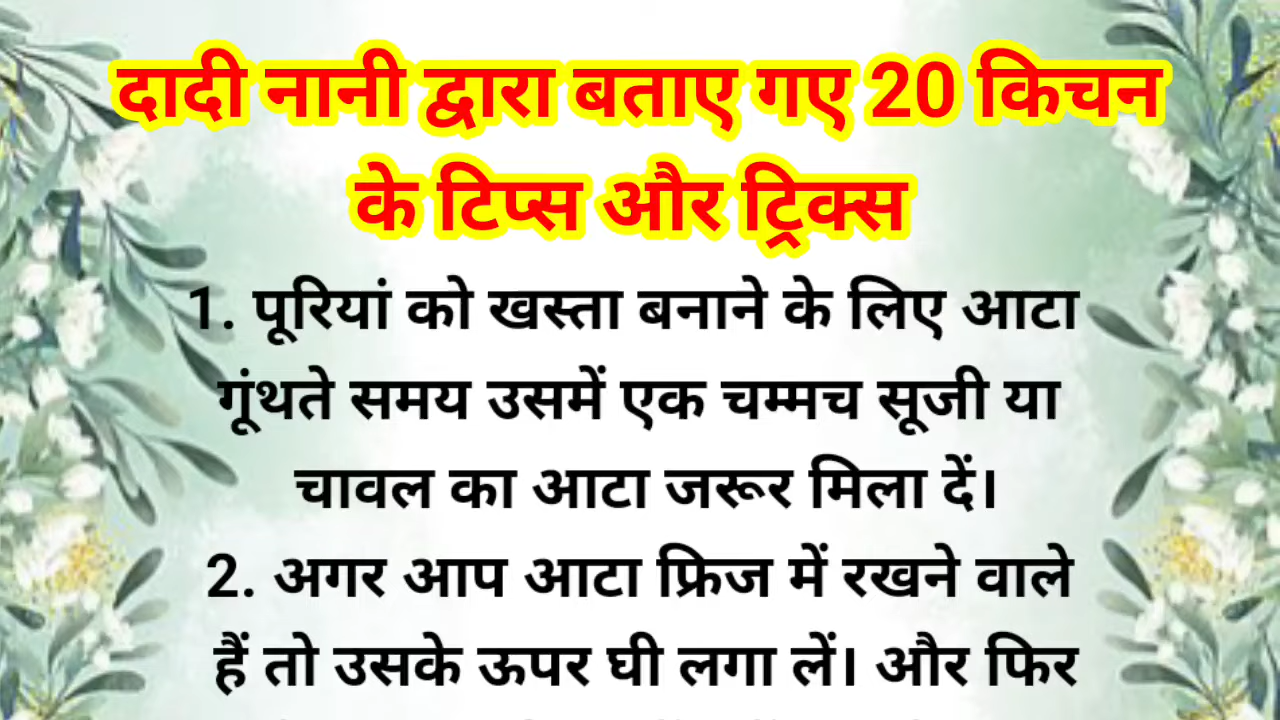 दादी नानी द्वारा बताए गए 20 किचन
के टिप्स और ट्रिक्स
1. पूरियां को खस्ता बनाने के लिए आटा
गूंथते समय उसमें एक चम्मच सूजी या
चावल का आटा जरूर मिला दें।
2. अगर आप आटा फ्रिज में रखने वाले
हैं तो उसके ऊपर घी लगा लें। और फिर